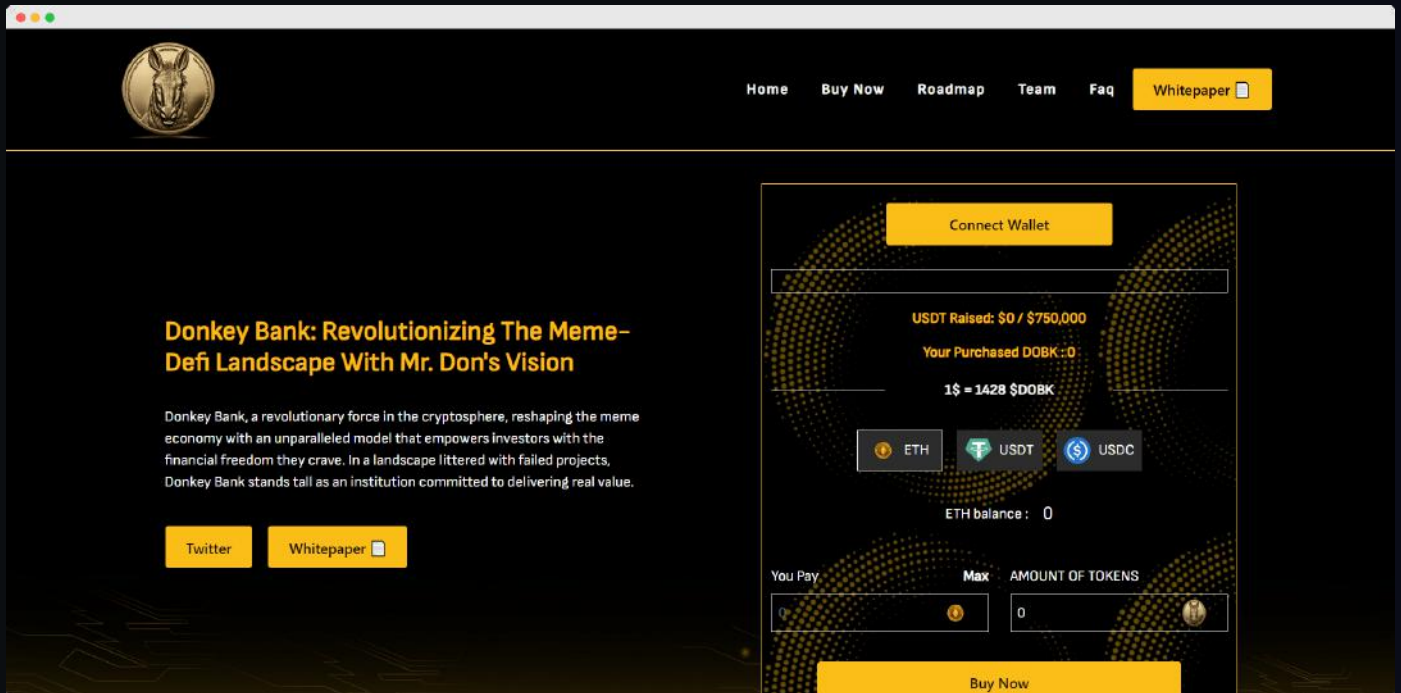 Home Buy Now Roadmap Team Faq Whitepaper
Connect Wallet
USDT Raised: $0 / $750,000
Your Purchased DOBK : 0
1$ = 1428 $DOBK
ETH USDT USDC
ETH balance : 0
You Pay Max AMOUNT OF TOKENS
0 0
Buy Now
Donkey Bank: Revolutionizing The Meme-
Defi Landscape With Mr. Don's Vision
Donkey Bank, a revolutionary force in the cryptosphere, reshaping the meme
economy with an unparalleled model that empowers investors with the
financial freedom they crave. In a landscape littered with failed projects,
Donkey Bank stands tall as an institution committed to delivering real value.
Twitter Whitepaper